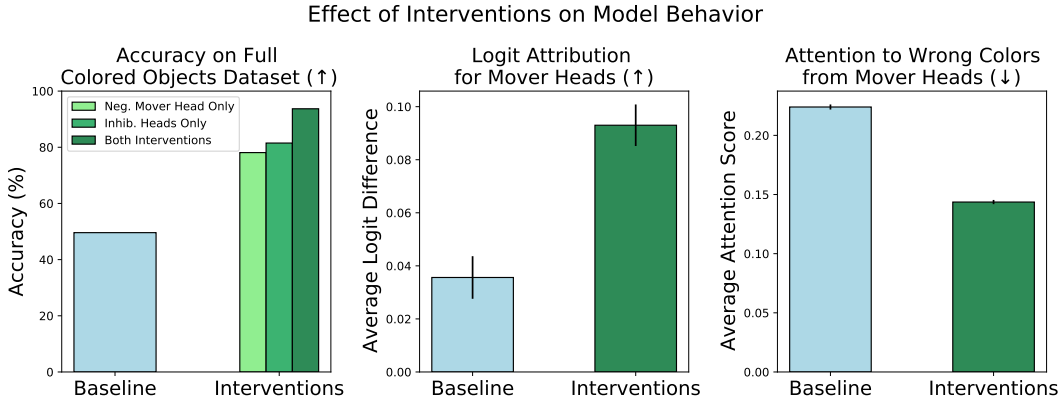 Effect of Interventions on Model Behavior
Accuracy on Full
Colored Objects Dataset (↑)
Accuracy (%)
100
80
60
40
20
0
Neg. Mover Head Only
Inhib. Heads Only
Both Interventions
Baseline
Interventions
Logit Attribution
for Mover Heads (↑)
Average Logit Difference
0.10
0.08
0.06
0.04
0.02
0.00
Baseline
Interventions
Attention to Wrong Colors
from Mover Heads (↓)
Average Attention Score
0.20
0.15
0.10
0.05
0.00
Baseline
Interventions